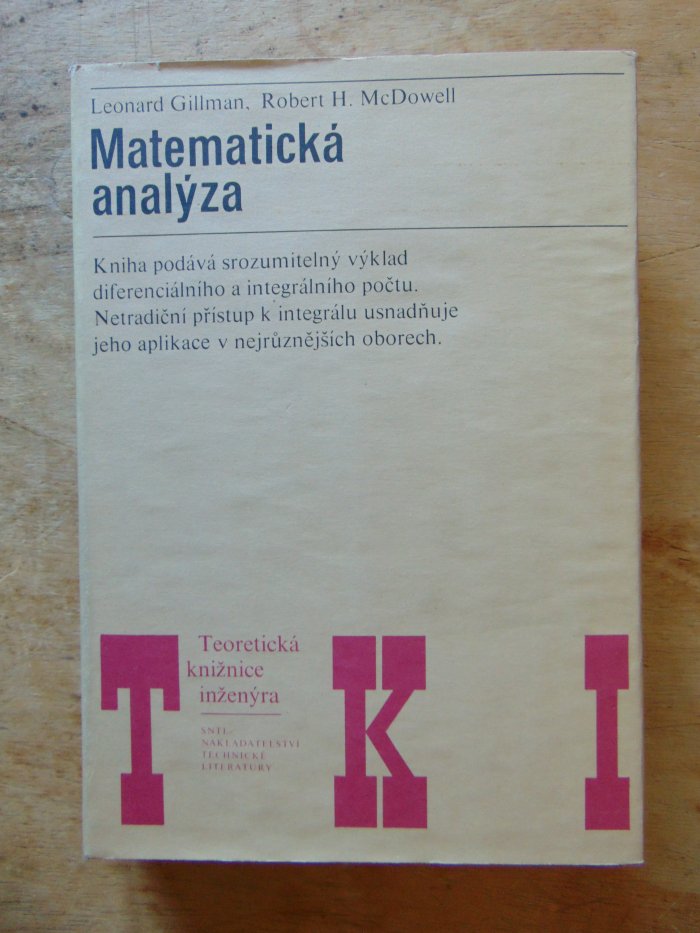 Leonard Gillman, Robert H. McDowell
Matematická
analýza
Kniha podává srozumitelný výklad
diferenciálního a integrálního počtu.
Netradiční přístup k integrálu usnadňuje
jeho aplikace v nejrůznějších oborech.
Teoretická
knižnice
inženýra
SNTL
NAKLADATELSTVÍ
TECHNICKÉ
LITERATURY
T K I